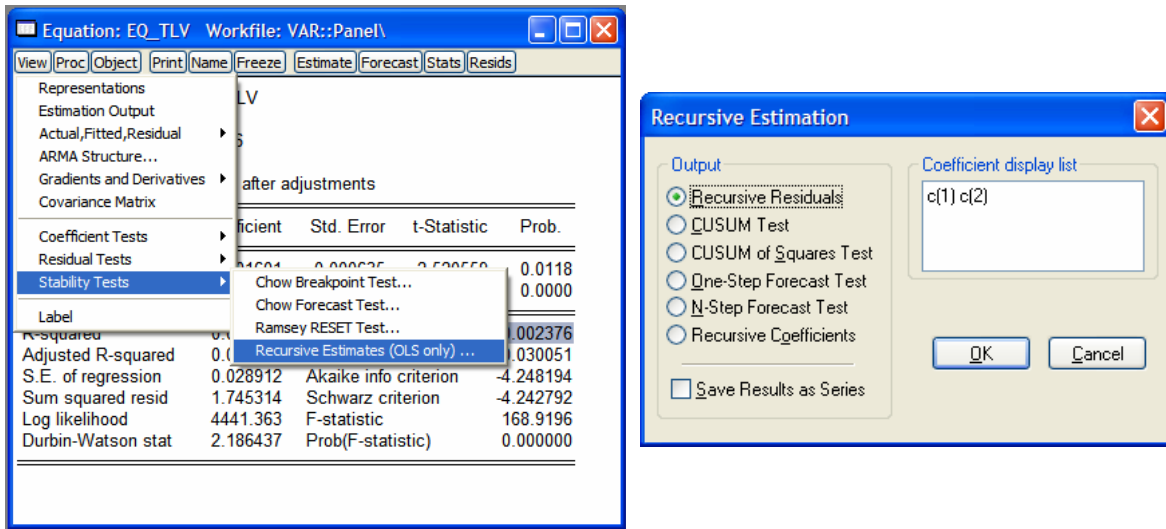 Equation: EQ_TLV Workfile: VAR::Panel\
View Proc Object Print Name Freeze Estimate Forecast Stats Resids
Representations
Estimation Output
Actual,Fitted,Residual
ARMA Structure...
Gradients and Derivatives
Covariance Matrix
Coefficient Tests
Residual Tests
Stability Tests
Label
LV
after adjustments
ficient Std. Error t-Statistic Prob.
0.0118
0.0000
Chow Breakpoint Test...
Chow Forecast Test...
Ramsey RESET Test...
Recursive Estimates (OLS only) ...
R-squared 0.0 .002376
Adjusted R-squared 0.0 .030051
S.E. of regression 0.028912 Akaike info criterion -4.248194
Sum squared resid 1.745314 Schwarz criterion -4.242792
Log likelihood 4441.363 F-statistic 168.9196
Durbin-Watson stat 2.186437 Prob(F-statistic) 0.000000
Recursive Estimation
Output
Recursive Residuals
CUSUM Test
CUSUM of Squares Test
One-Step Forecast Test
N-Step Forecast Test
Recursive Coefficients
Save Results as Series
Coefficient display list
c(1) c(2)
OK Cancel